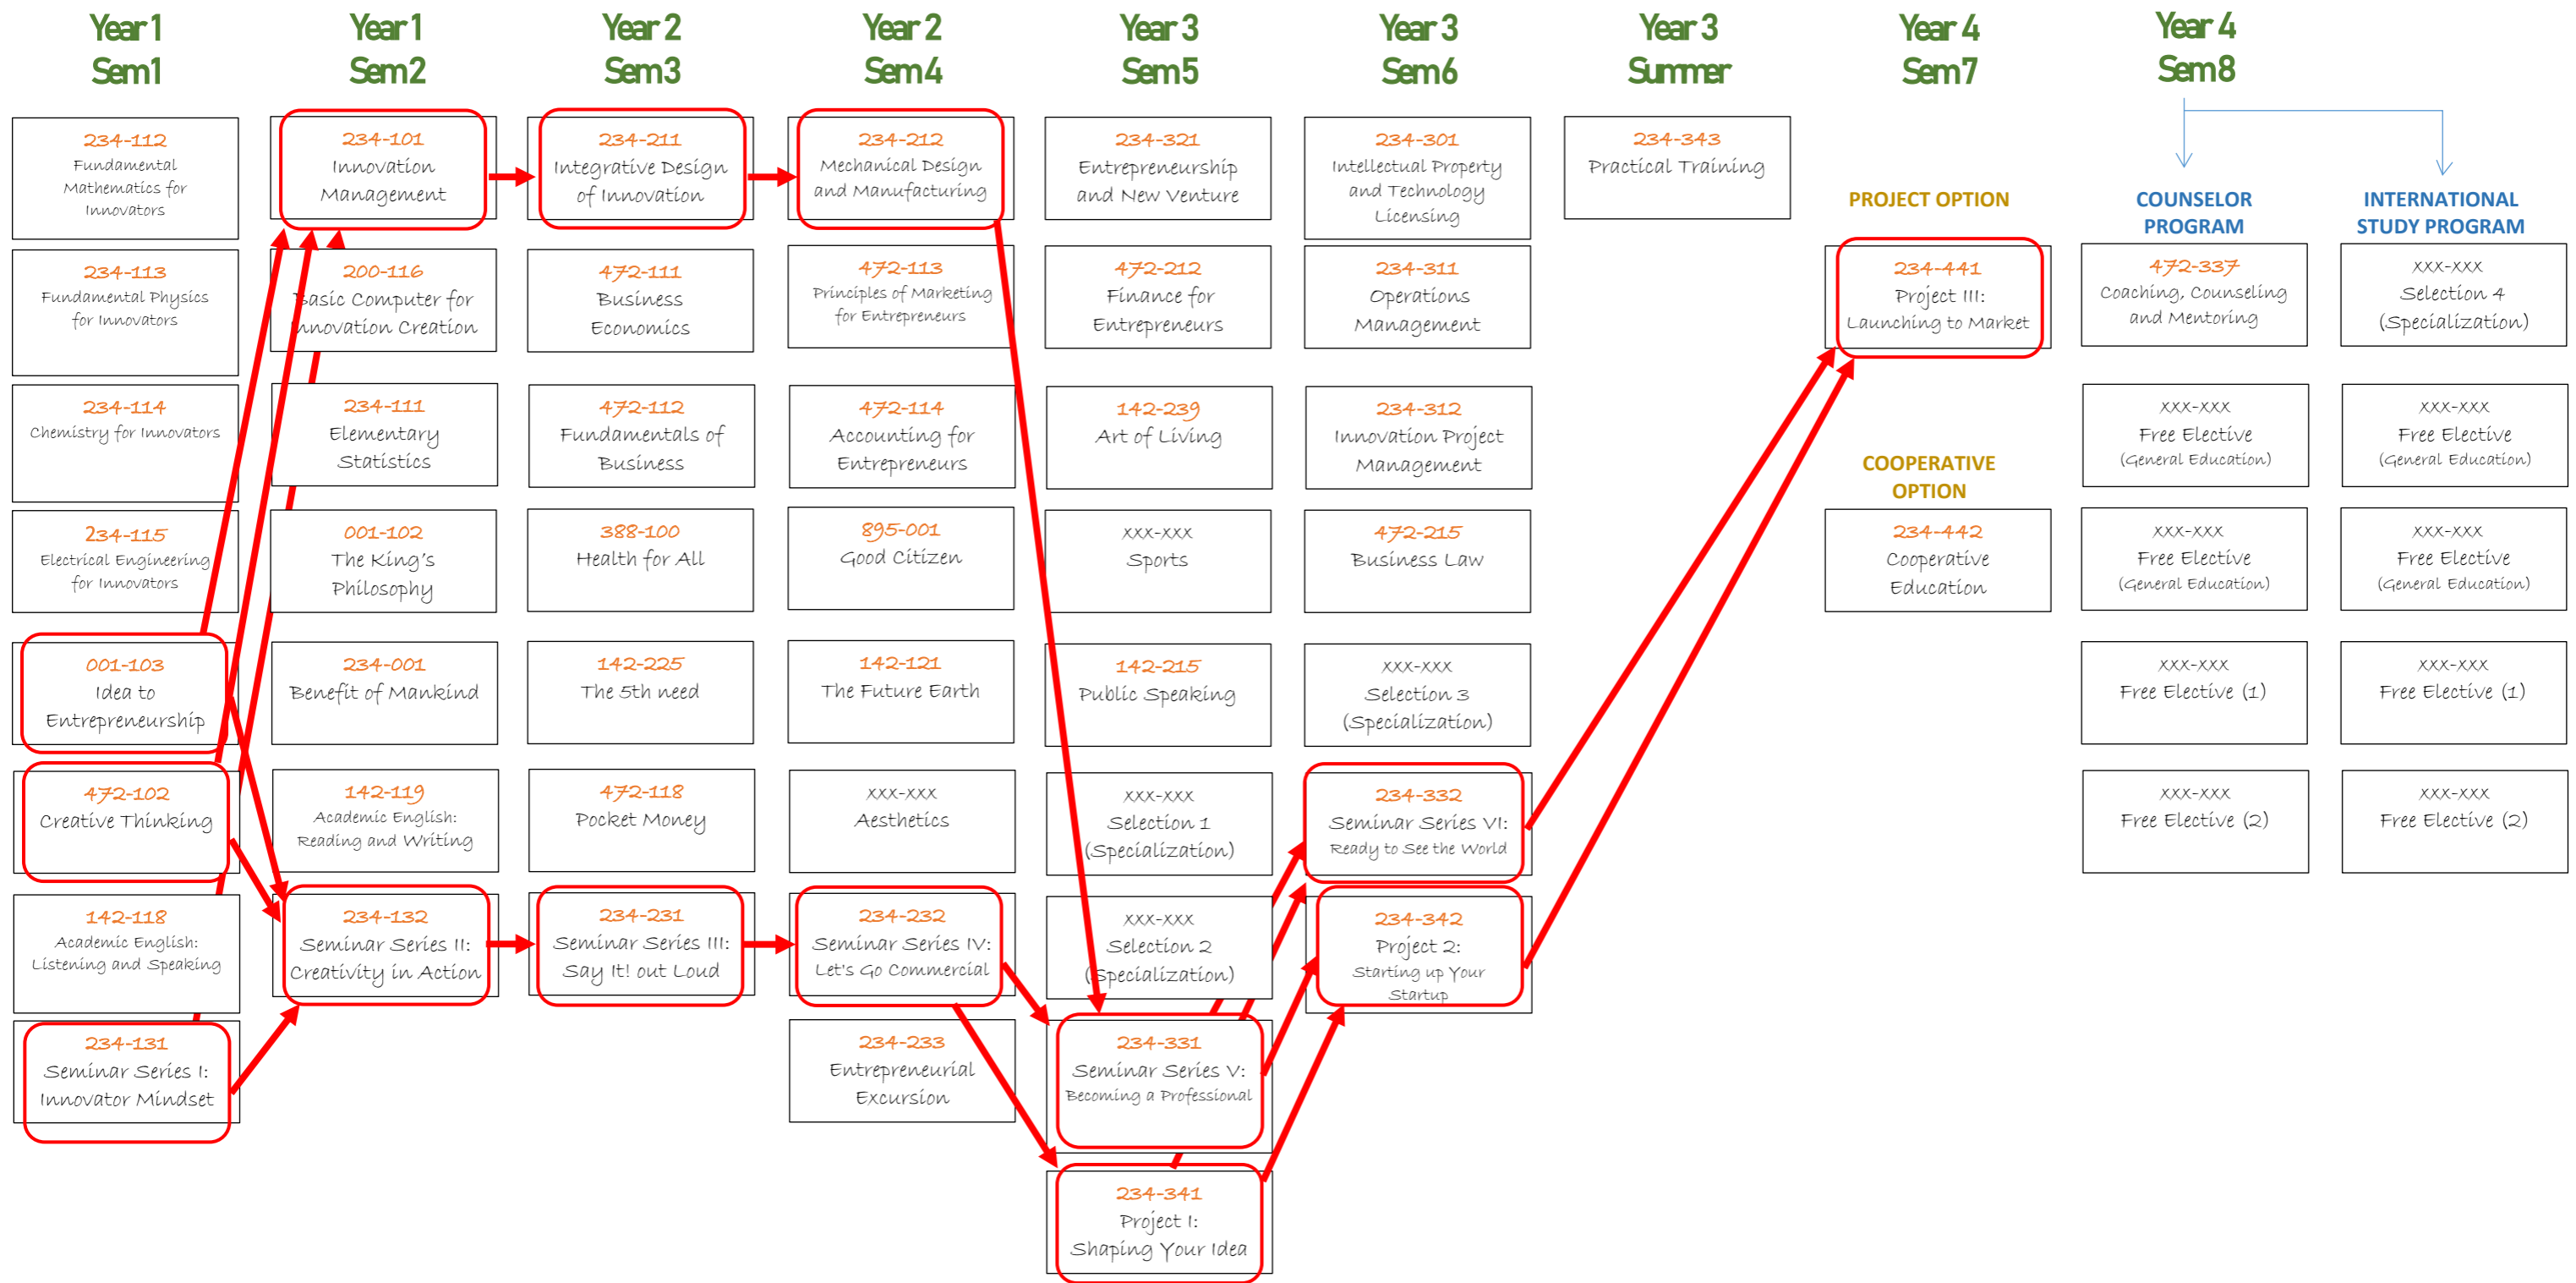 Year 1
Sem 1
234-112
Fundamental
Mathematics for
Innovators
234-113
Fundamental Physics
for Innovators
234-114
Chemistry for Innovators
234-115
Electrical Engineering
for Innovators
001-103
Idea to
Entrepreneurship
472-102
Creative Thinking
142-118
Academic English:
Listening and Speaking
234-131
Seminar Series I:
Innovator Mindset
Year 1
Sem 2
234-101
Innovation
Management
200-116
Basic Computer for
Innovation Creation
234-111
Elementary
Statistics
001-102
The King's
Philosophy
234-001
Benefit of Mankind
142-119
Academic English:
Reading and Writing
234-132
Seminar Series II:
Creativity in Action
Year 2
Sem 3
234-211
Integrative Design
of Innovation
472-111
Business
Economics
472-112
Fundamentals of
Business
388-100
Health for All
142-225
The 5th need
472-118
Pocket Money
234-231
Seminar Series III:
Say It! out Loud
Year 2
Sem 4
234-212
Mechanical Design
and Manufacturing
472-113
Principles of Marketing
for Entrepreneurs
472-114
Accounting for
Entrepreneurs
895-001
Good Citizen
142-121
The Future Earth
xxx-xxx
Aesthetics
234-232
Seminar Series IV:
Let's Go Commercial
234-233
Entrepreneurial
Excursion
Year 3
Sem 5
234-321
Entrepreneurship
and New Venture
472-212
Finance for
Entrepreneurs
142-239
Art of Living
xxx-xxx
Sports
142-215
Public Speaking
xxx-xxx
Selection 1
(Specialization)
xxx-xxx
Selection 2
(Specialization)
234-331
Seminar Series V:
Becoming a Professional
234-341
Project I:
Shaping Your Idea
Year 3
Sem 6
234-301
Intellectual Property
and Technology
Licensing
234-311
Operations
Management
234-312
Innovation Project
Management
472-215
Business Law
xxx-xxx
Selection 3
(Specialization)
234-332
Seminar Series VI:
Ready to See the World
234-342
Project 2:
Starting up Your
Startup
Year 3
Summer
234-343
Practical Training
Year 4
Sem 7
PROJECT OPTION
234-441
Project III:
Launching to Market
COOPERATIVE
OPTION
234-442
Cooperative
Education
Year 4
Sem 8
COUNSELOR
PROGRAM
472-337
Coaching, Counseling
and Mentoring
xxx-xxx
Free Elective
(General Education)
xxx-xxx
Free Elective
(General Education)
xxx-xxx
Free Elective (1)
xxx-xxx
Free Elective (2)
INTERNATIONAL
STUDY PROGRAM
xxx-xxx
Selection 4
(Specialization)
xxx-xxx
Free Elective
(General Education)
xxx-xxx
Free Elective
(General Education)
xxx-xxx
Free Elective (1)
xxx-xxx
Free Elective (2)